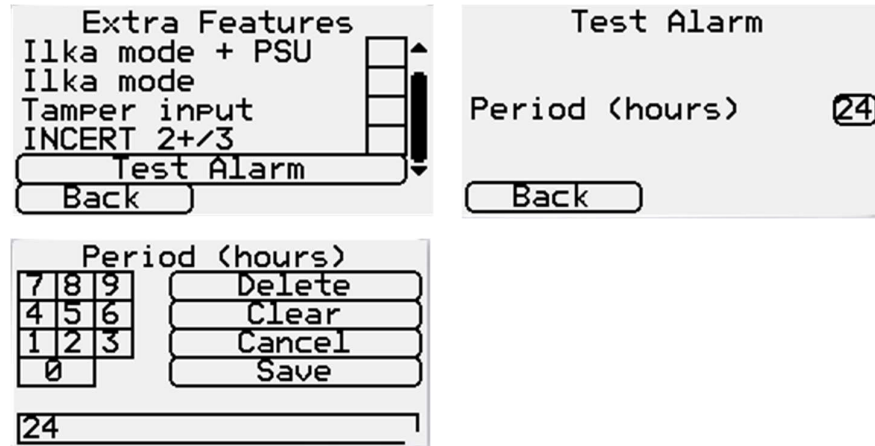 Extra Features
Ilka mode + PSU
Ilka mode
Tamper input
INCERT 2+/3
Test Alarm
Back
Test Alarm
Period (hours) 24
Back
Period (hours)
7 8 9 Delete
4 5 6 Clear
1 2 3 Cancel
0 Save
24